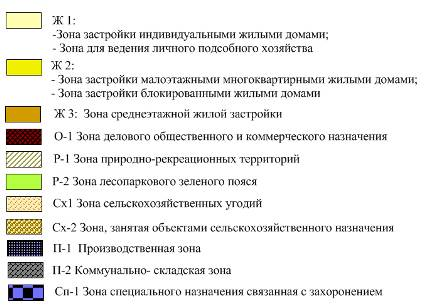 Ж 1:
-Зона застройки индивидуальными жилыми домами;
- Зона для ведения личного подсобного хозяйства
Ж 2:
- Зона застройки малоэтажными многоквартирными жилыми домами;
- Зона застройки блокированными жилыми домами
Ж 3: Зона среднеэтажной жилой застройки
О-1 Зона делового общественного и коммерческого назначения
Р-1 Зона природно-рекреационных территорий
Р-2 Зона лесопаркового зеленого пояса
Сх1 Зона сельскохозяйственных угодий
Сх-2 Зона, занятая объектами сельскохозяйственного назначения
П-1 Производственная зона
П-2 Коммунально- складская зона
Сп-1 Зона специального назначения связанная с захоронением